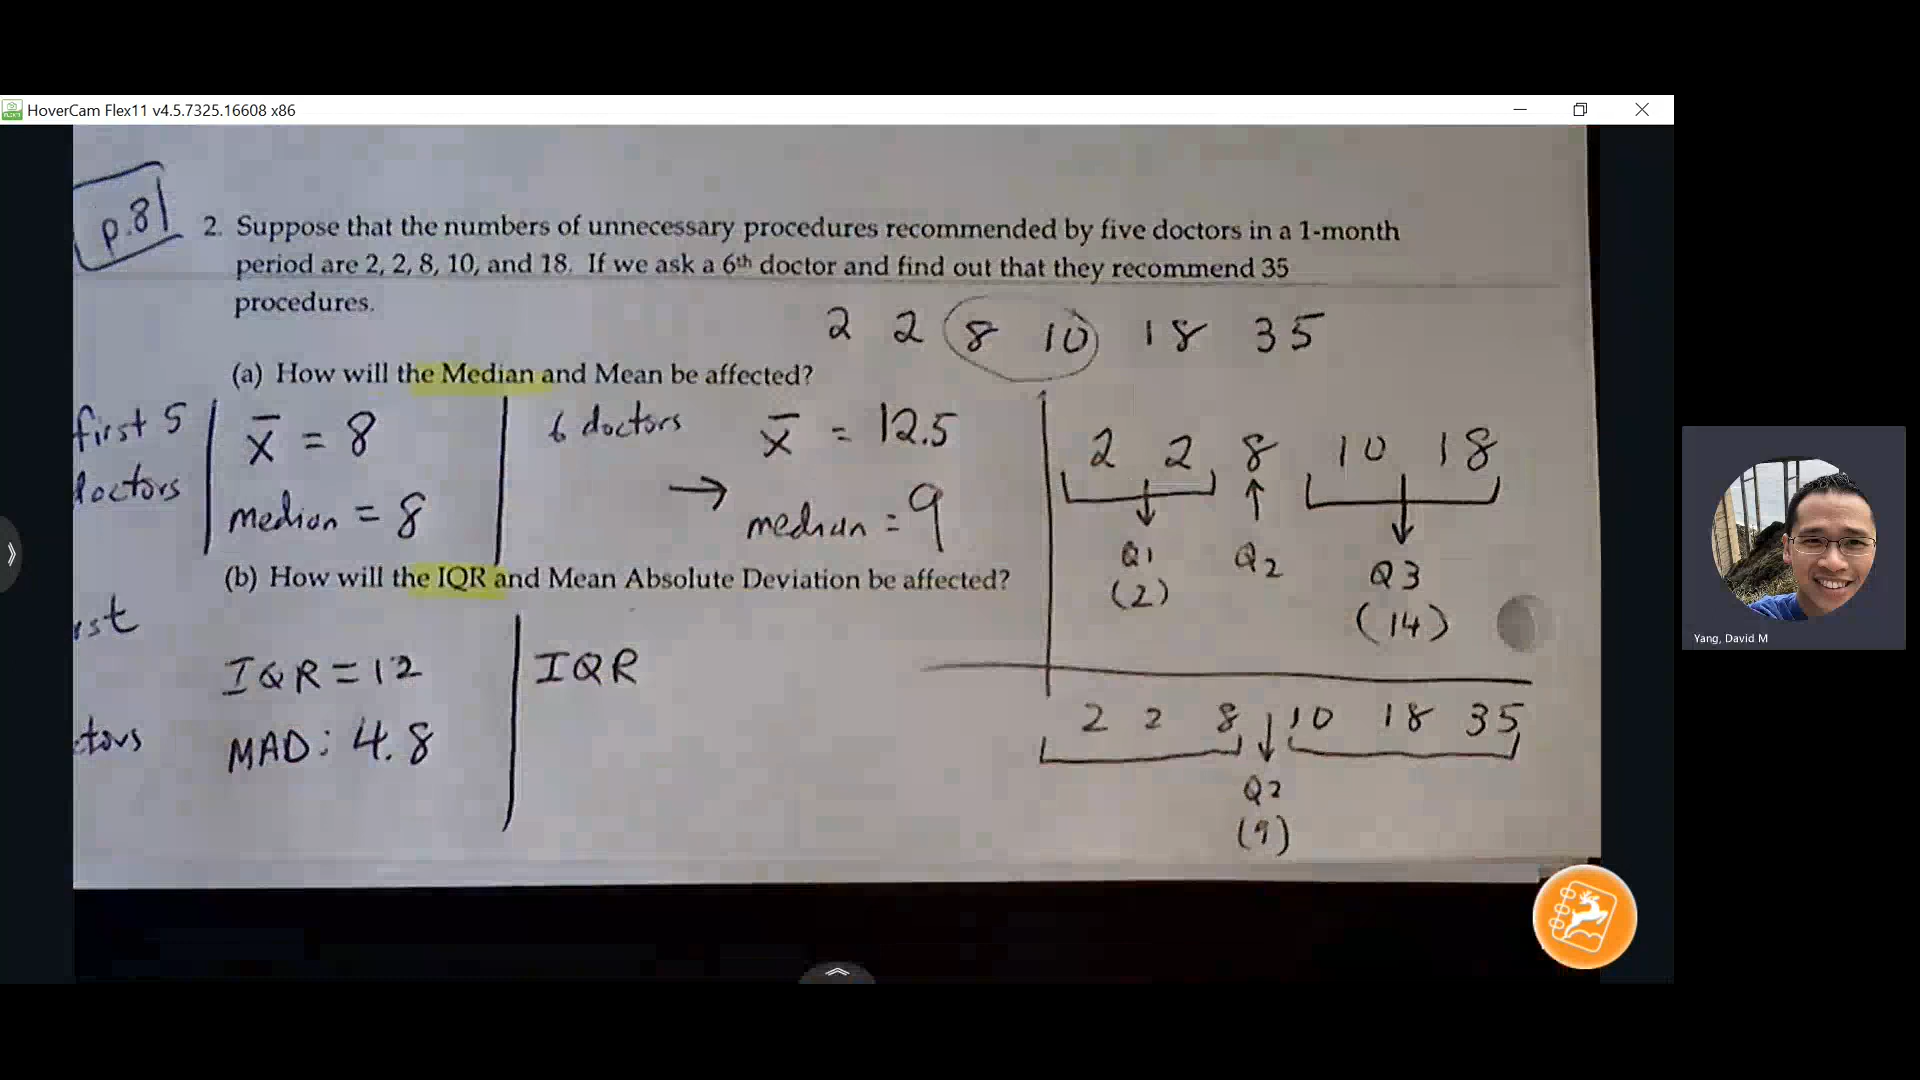 HoverCam Flex11 v4.5.7325.16608 x86
p.81
2. Suppose that the numbers of unnecessary procedures recommended by five doctors in a 1-month
period are 2, 2, 8, 10, and 18. If we ask a 6th doctor and find out that they recommend 35
procedures.
2 2 8 10 18 35
(a) How will the Median and Mean be affected?
first 5
doctors
x̄ = 8
median = 8
6 doctors
x̄ = 12.5
→ median = 9
2 2 8 10 18
Q1 Q2 Q3
(2) (14)
(b) How will the IQR and Mean Absolute Deviation be affected?
rst
ctors
IQR = 12
MAD: 4.8
IQR
2 2 8 10 18 35
Q2
(9)
Yang, David M